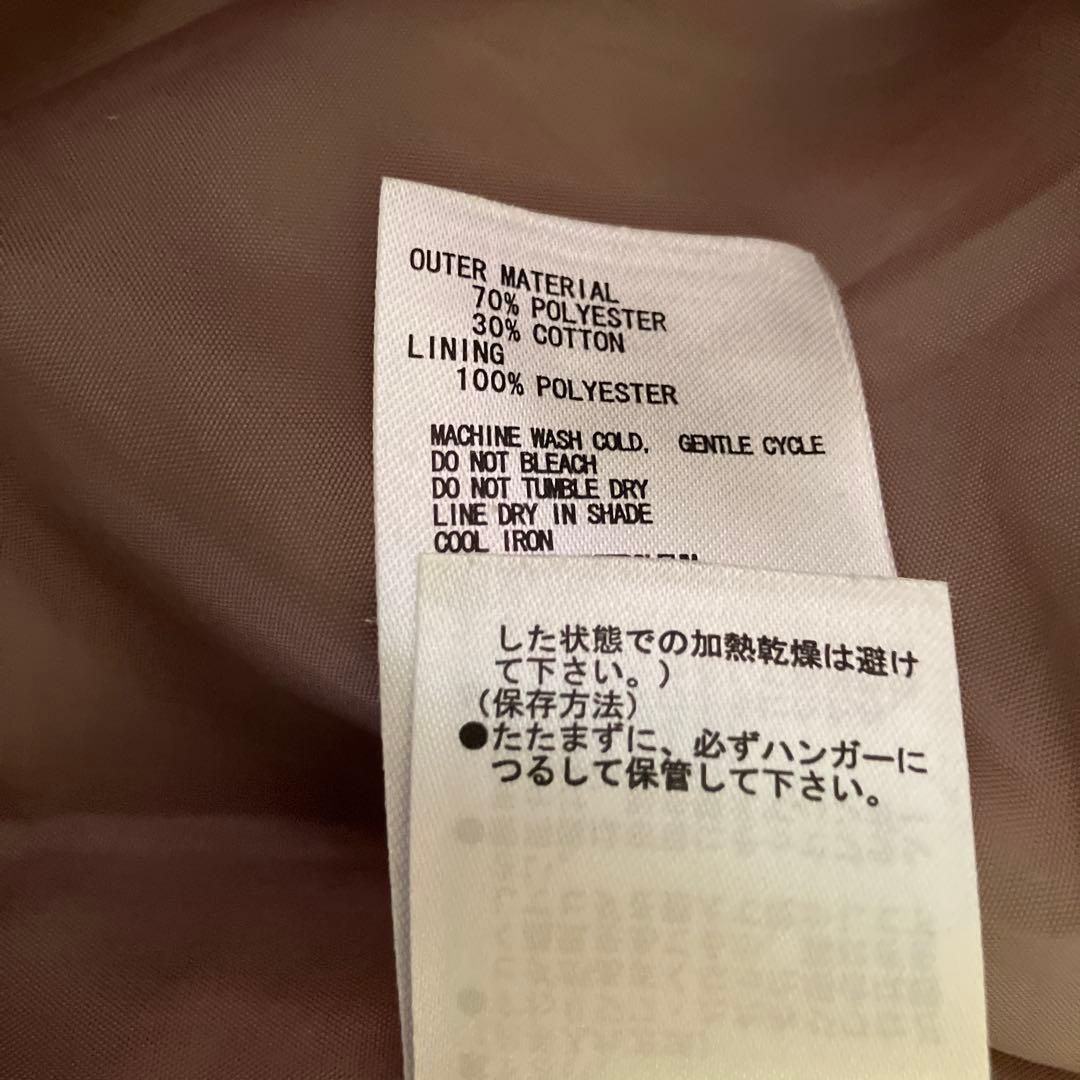 OUTER MATERIAL
70% POLYESTER
30% COTTON
LINING
100% POLYESTER
MACHINE WASH COLD, GENTLE CYCLE
DO NOT BLEACH
DO NOT TUMBLE DRY
LINE DRY IN SHADE
COOL IRON
した状態での加熱乾燥は避け
て下さい。)
(保存方法)
●たたまずに、必ずハンガーに
つるして保管して下さい。